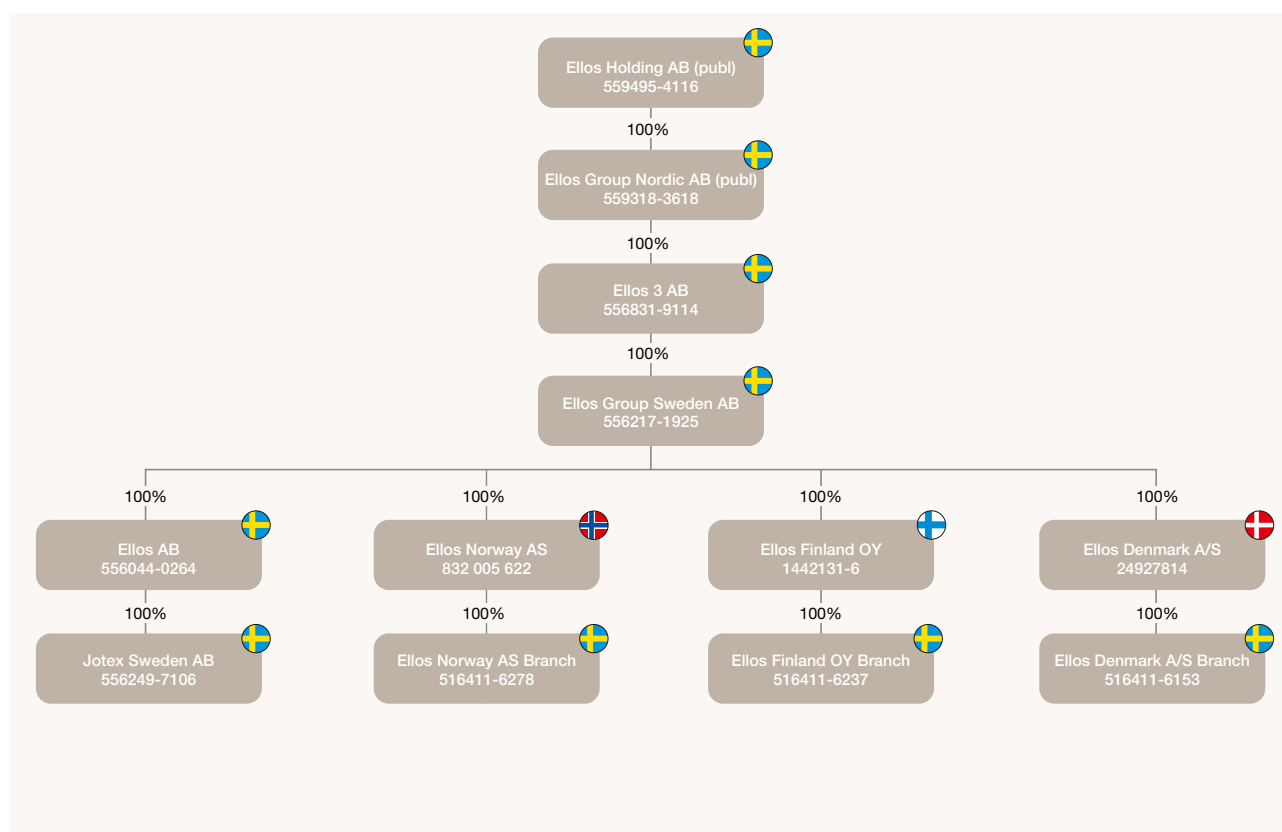 Ellos Holding AB (publ)
559495-4116
100%
Ellos Group Nordic AB (publ)
559318-3618
100%
Ellos 3 AB
556831-9114
100%
Ellos Group Sweden AB
556217-1925
100%
100%
100%
100%
Ellos AB
556044-0264
Ellos Norway AS
832 005 622
Ellos Finland OY
1442131-6
Ellos Denmark A/S
24927814
100%
100%
100%
100%
Jotex Sweden AB
556249-7106
Ellos Norway AS Branch
516411-6278
Ellos Finland OY Branch
516411-6237
Ellos Denmark A/S Branch
516411-6153